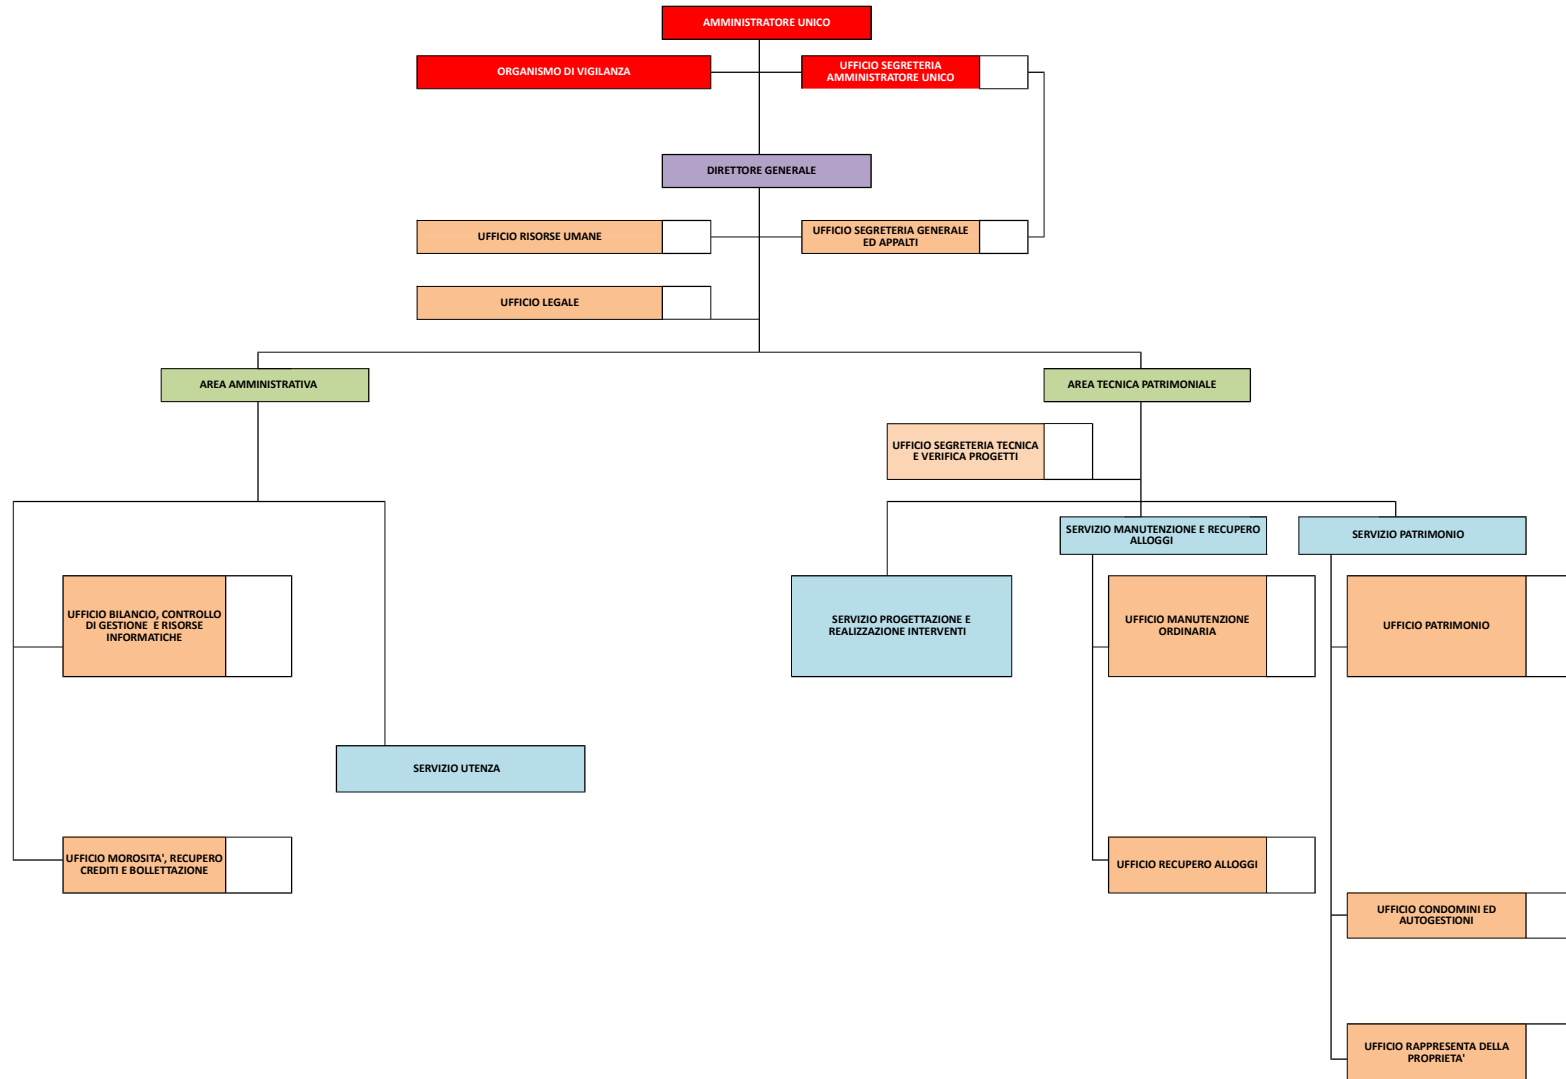 AMMINISTRATORE UNICO
ORGANISMO DI VIGILANZA
UFFICIO SEGRETERIA
AMMINISTRATORE UNICO
DIRETTORE GENERALE
UFFICIO RISORSE UMANE
UFFICIO SEGRETERIA GENERALE
ED APPALTI
UFFICIO LEGALE
AREA AMMINISTRATIVA
AREA TECNICA PATRIMONIALE
UFFICIO SEGRETERIA TECNICA
E VERIFICA PROGETTI
SERVIZIO MANUTENZIONE E RECUPERO
ALLOGGI
SERVIZIO PATRIMONIO
UFFICIO BILANCIO, CONTROLLO
DI GESTIONE E RISORSE
INFORMATICHE
SERVIZIO PROGETTAZIONE E
REALIZZAZIONE INTERVENTI
UFFICIO MANUTENZIONE
ORDINARIA
UFFICIO PATRIMONIO
SERVIZIO UTENZA
UFFICIO MOROSITA', RECUPERO
CREDITI E BOLLETTAZIONE
UFFICIO RECUPERO ALLOGGI
UFFICIO CONDOMINI ED
AUTOGESTIONI
UFFICIO RAPPRESENTA DELLA
PROPRIETA'